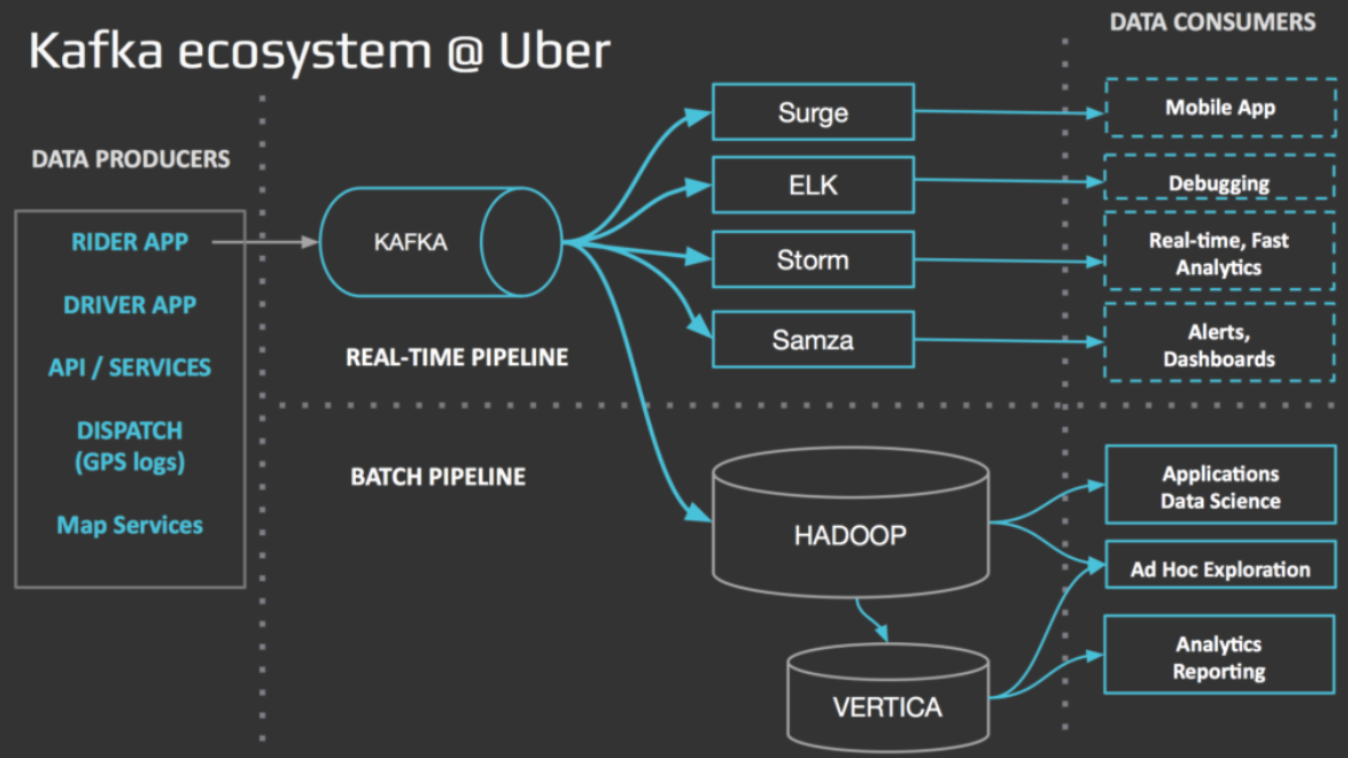 Kafka ecosystem @ Uber
DATA PRODUCERS
RIDER APP
DRIVER APP
API / SERVICES
DISPATCH
(GPS logs)
Map Services
KAFKA
REAL-TIME PIPELINE
BATCH PIPELINE
Surge
ELK
Storm
Samza
HADOOP
VERTICA
DATA CONSUMERS
Mobile App
Debugging
Real-time, Fast
Analytics
Alerts,
Dashboards
Applications
Data Science
Ad Hoc Exploration
Analytics
Reporting